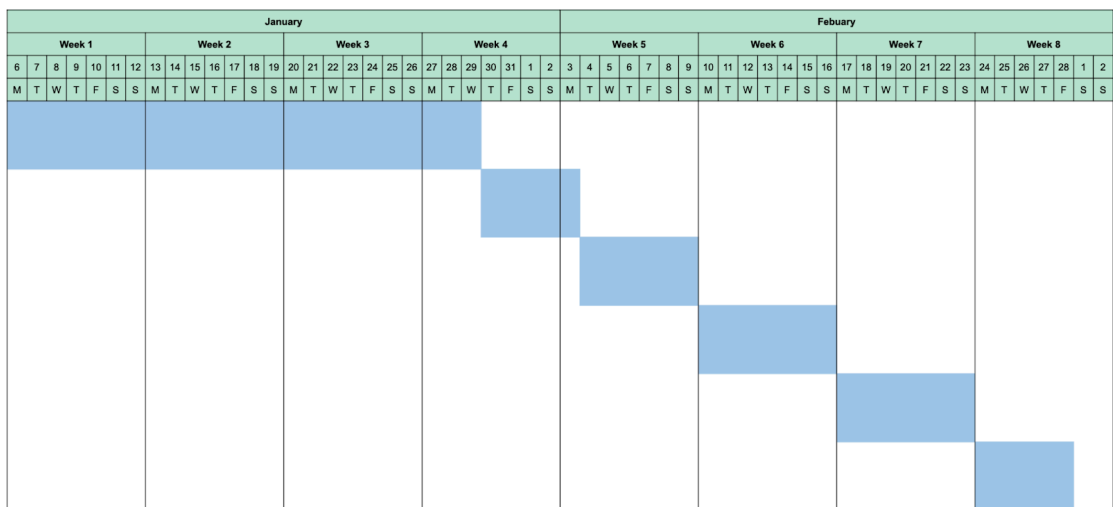 January Febuary
Week 1 Week 2 Week 3 Week 4 Week 5 Week 6 Week 7 Week 8
6 7 8 9 10 11 12 13 14 15 16 17 18 19 20 21 22 23 24 25 26 27 28 29 30 31 1 2 3 4 5 6 7 8 9 10 11 12 13 14 15 16 17 18 19 20 21 22 23 24 25 26 27 28 1 2
M T W T F S S M T W T F S S M T W T F S S M T W T F S S M T W T F S S M T W T F S S M T W T F S S M T W T F S S